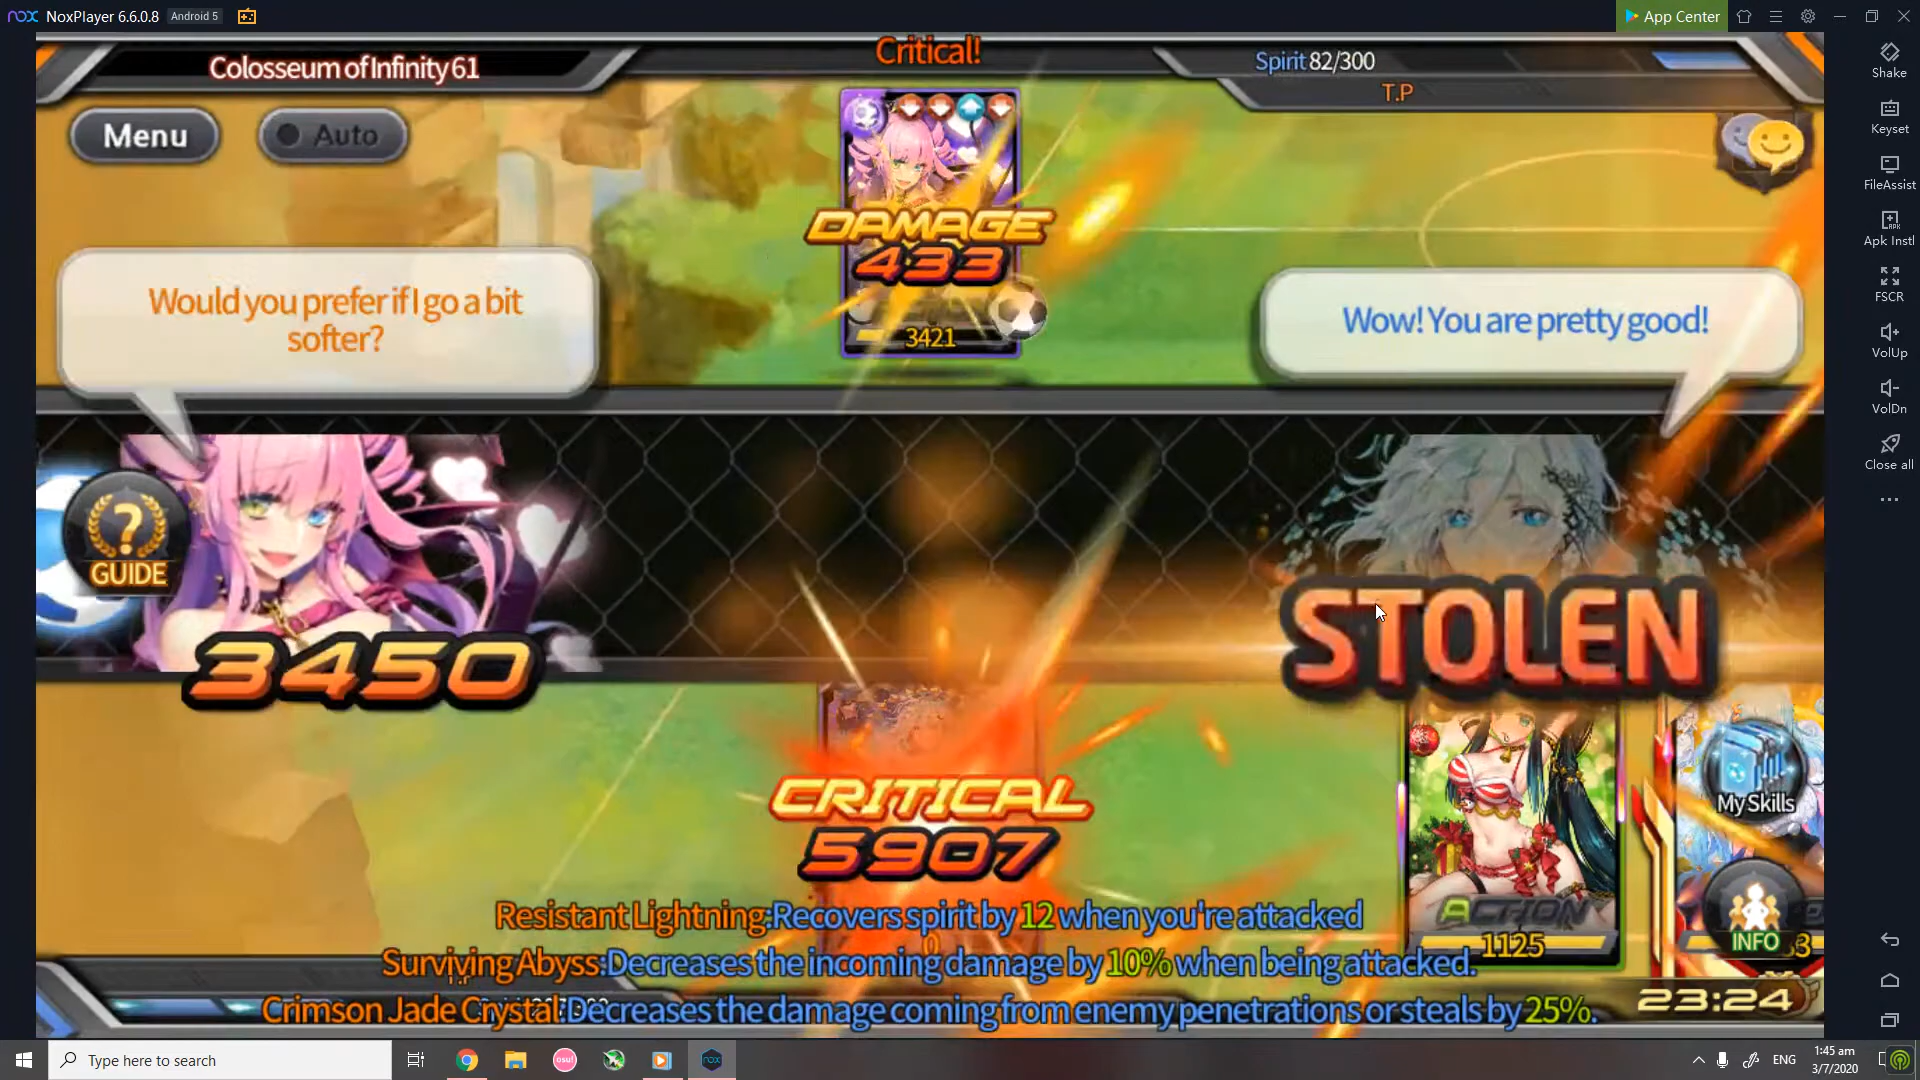 NOX NoxPlayer 6.6.0.8 Android 5
App Center
Colosseum of Infinity 61
Critical!
Spirit 82/300
T.P
Shake
Menu
Auto
Keyset
FileAssist
DAMAGE
433
Apk Instl
Would you prefer if I go a bit
softer?
Wow! You are pretty good!
3421
FSCR
VolUp
VolDn
Close all
?
GUIDE
3450
STOLEN
My Skills
CRITICAL
5907
ACTION
1125
INFO
3
Resistant Lightning:Recovers spirit by 12 when you're attacked
Surviving Abyss:Decreases the incoming damage by 10% when being attacked.
Crimson Jade Crystal:Decreases the damage coming from enemy penetrations or steals by 25%.
23:24
Type here to search
osu!
nox
ENG
1:45 am
3/7/2020